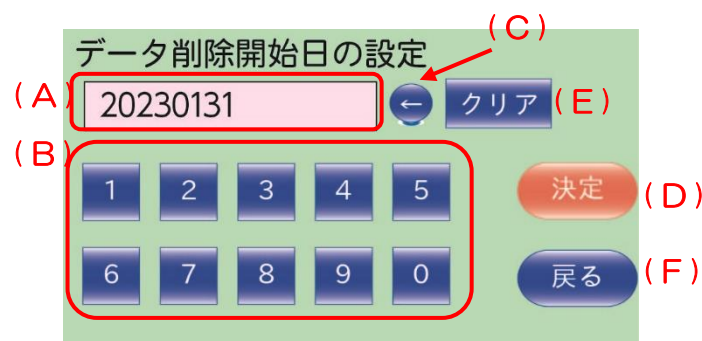 (C)
データ削除開始日の設定
(A) 20230131 ← クリア (E)
(B)
1 2 3 4 5 決定 (D)
6 7 8 9 0 戻る (F)